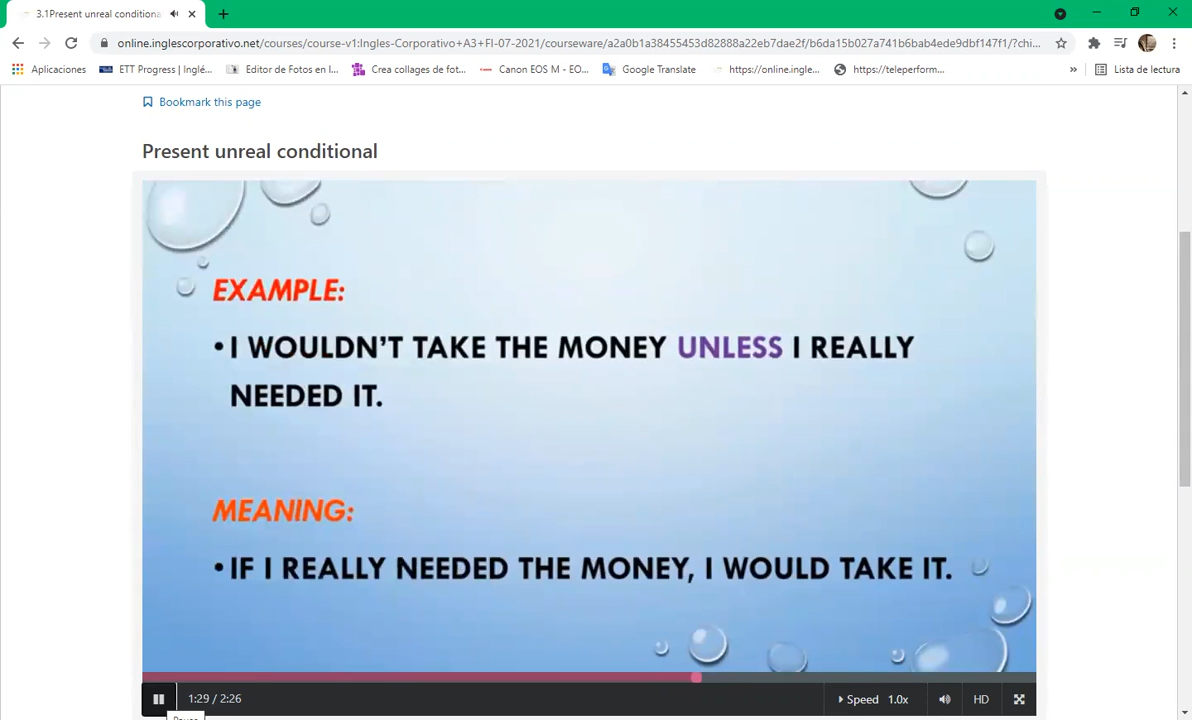 3.1Present unreal conditiona
online.inglescorporativo.net/courses/course-v1:Ingles-Corporativo+A3+FI-07-2021/courseware/a2a0b1a38455453d82888a22eb7dae2f/b6da15b027a741b6bab4ede9dbf147f1/?chi...
Aplicaciones ETT Progress | Inglé... Editor de Fotos en l... Crea collages de fot... Canon EOS M - EO... Google Translate https://online.ingle... https://teleperform... » Lista de lectura
Bookmark this page
Present unreal conditional
EXAMPLE:
• I WOULDN'T TAKE THE MONEY UNLESS I REALLY
NEEDED IT.
MEANING:
• IF I REALLY NEEDED THE MONEY, I WOULD TAKE IT.
1:29 / 2:26 Speed 1.0x HD